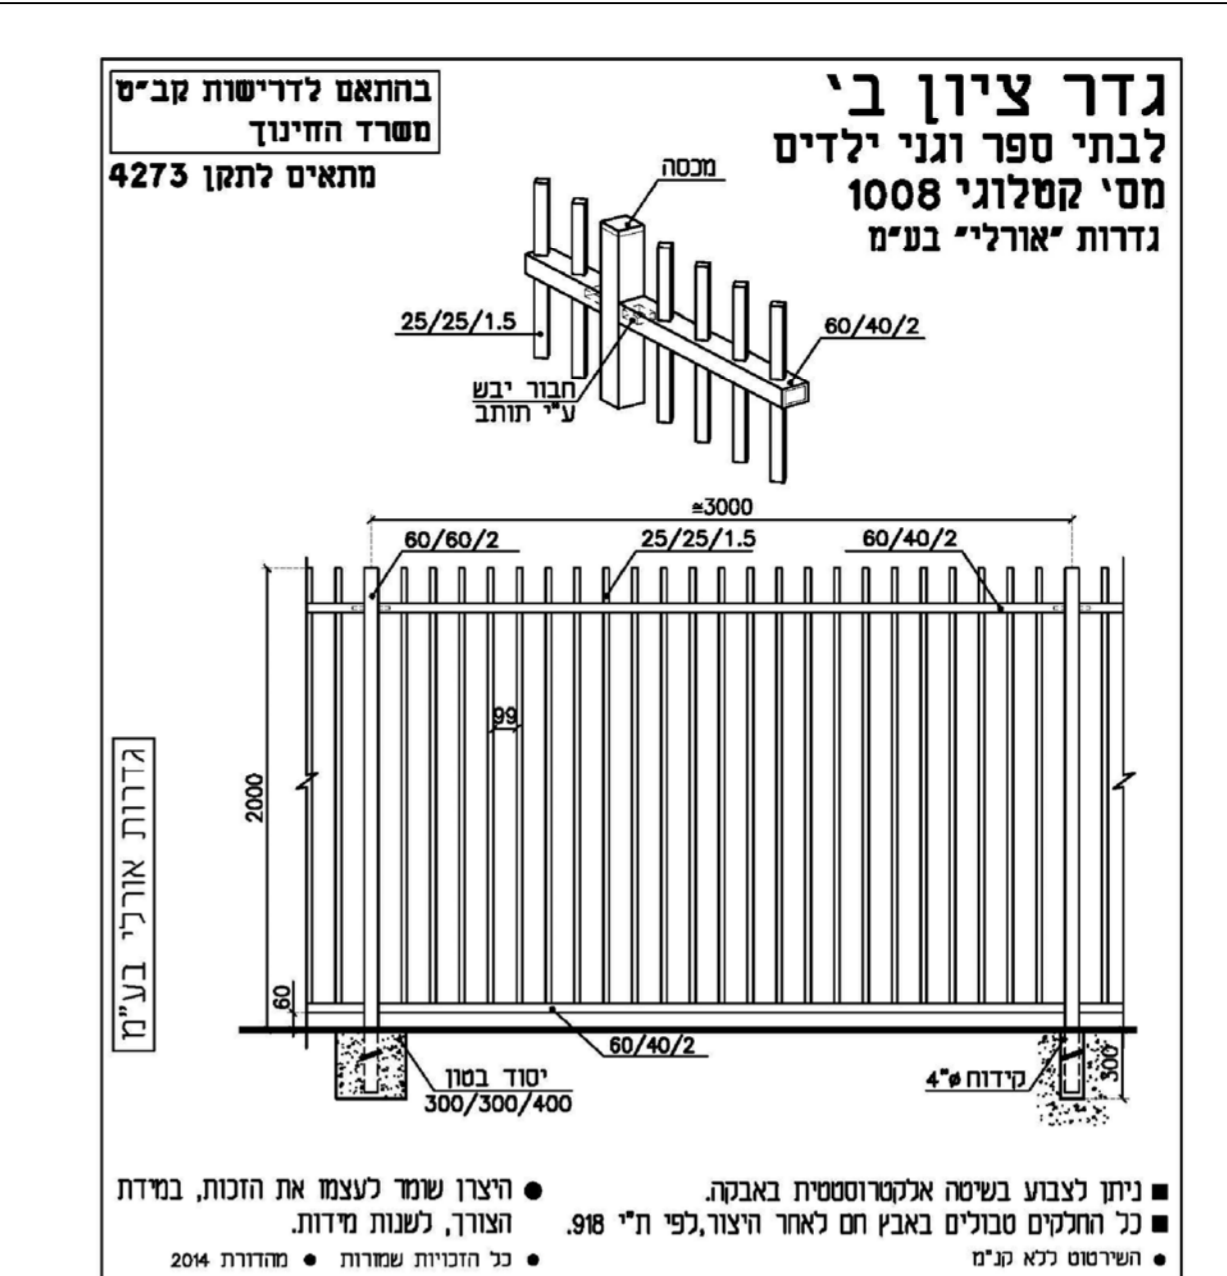 גדר ציון ב'
לבתי ספר וגני ילדים
מס' קטלוגי 1008
גדרות "אורלי" בע"מ
בהתאם לדרישות קב"ט
משרד החינוך
מתאים לתקן 4273
מכסה
25/25/1.5
60/40/2
חבור יבש
ע"י תותב
≅3000
60/60/2
25/25/1.5
60/40/2
99
2000
60
גדרות אורלי בע"מ
60/40/2
יסוד בטון
300/300/400
קידוח ⌀"4
300
■ ניתן לצבוע בשיטה אלקטרוסטטית באבקה.
■ כל החלקים טבולים באבץ חם לאחר היצור,לפי ת"י 918.
● השירטוט ללא קנ"מ
● היצרן שומר לעצמו את הזכות, במידת
הצורך, לשנות מידות.
● כל הזכויות שמורות ● מהדורת 2014